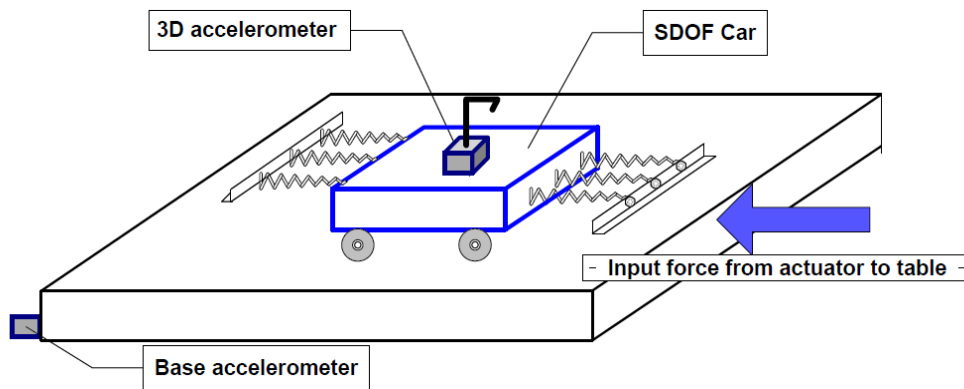 3D accelerometer
SDOF Car
Input force from actuator to table
Base accelerometer